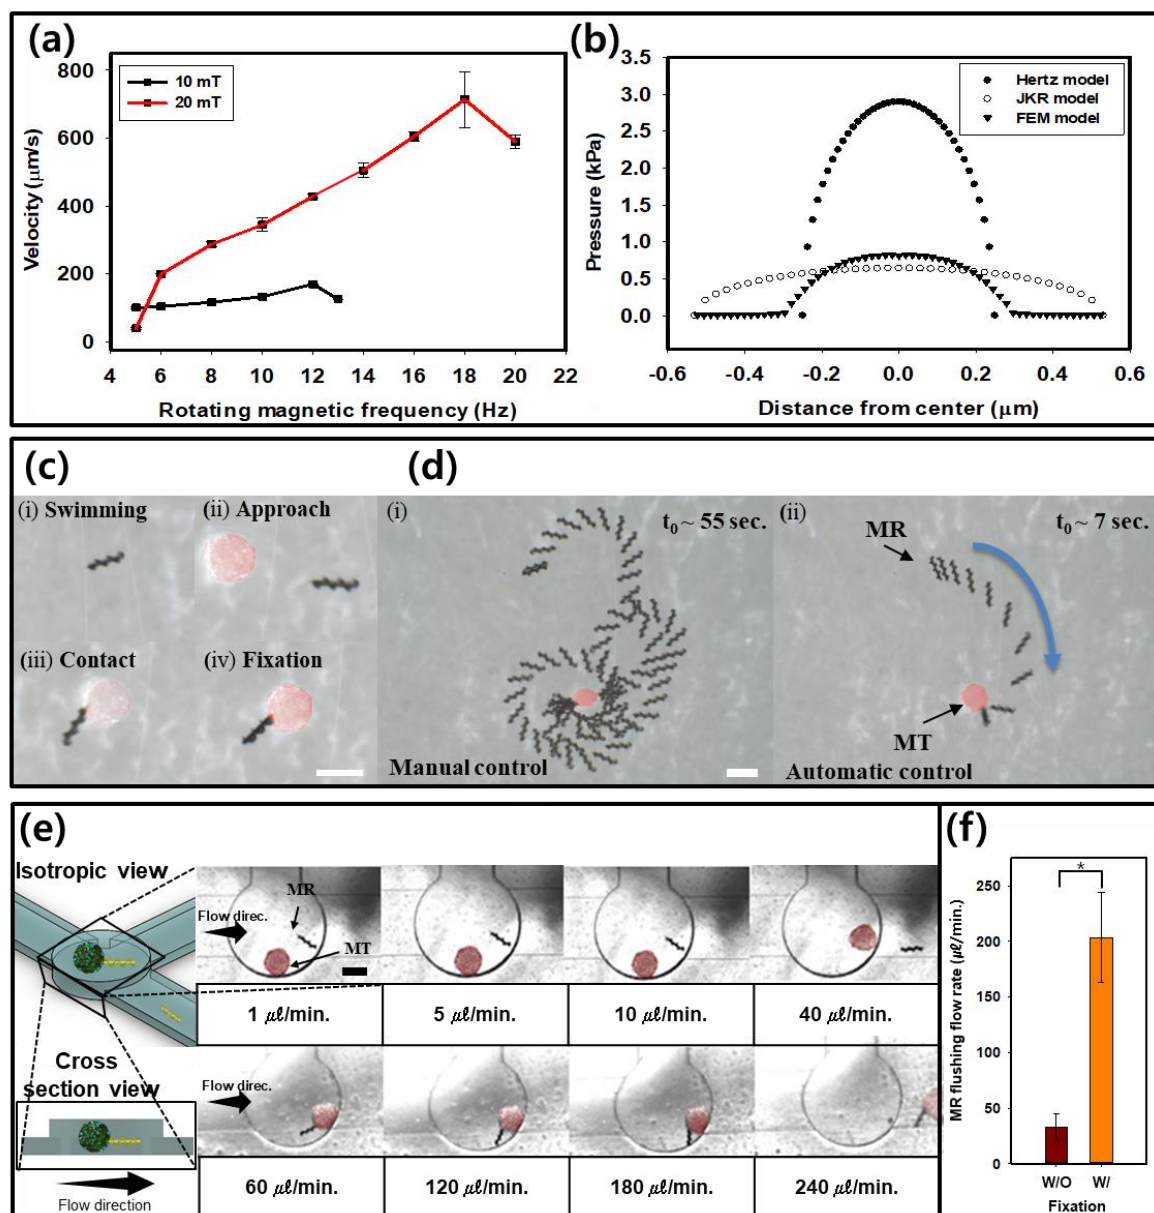 (a)
10 mT
20 mT
Velocity (μm/s)
800
600
400
200
0
4 6 8 10 12 14 16 18 20 22
Rotating magnetic frequency (Hz)
(b)
Hertz model
JKR model
FEM model
Pressure (kPa)
3.5
3.0
2.5
2.0
1.5
1.0
0.5
0.0
-0.6 -0.4 -0.2 0.0 0.2 0.4 0.6
Distance from center (μm)
(c)
(i) Swimming
(ii) Approach
(iii) Contact
(iv) Fixation
(d)
(i)
t0 ~ 55 sec.
Manual control
(ii)
t0 ~ 7 sec.
MR
MT
Automatic control
(e)
Isotropic view
Cross
section view
Flow direction
Flow direc.
MR
MT
1 μℓ/min.
5 μℓ/min.
10 μℓ/min.
40 μℓ/min.
Flow direc.
60 μℓ/min.
120 μℓ/min.
180 μℓ/min.
240 μℓ/min.
(f)
MR flushing flow rate (μℓ/min.)
250
200
150
100
50
0
*
W/O W/
Fixation